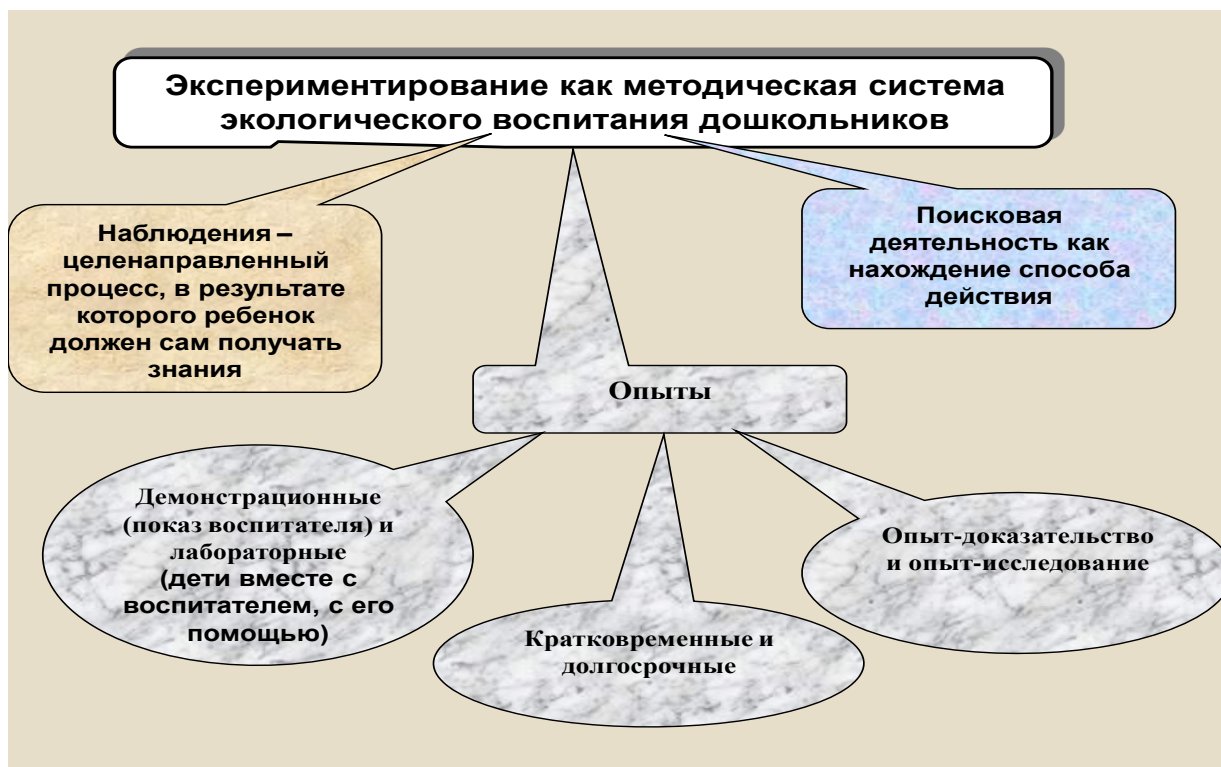 Экспериментирование как методическая система
экологического воспитания дошкольников
Наблюдения –
целенаправленный
процесс, в результате
которого ребенок
должен сам получать
знания
Поисковая
деятельность как
нахождение способа
действия
Опыты
Демонстрационные
(показ воспитателя) и
лабораторные
(дети вместе с
воспитателем, с его
помощью)
Кратковременные и
долгосрочные
Опыт-доказательство
и опыт-исследование